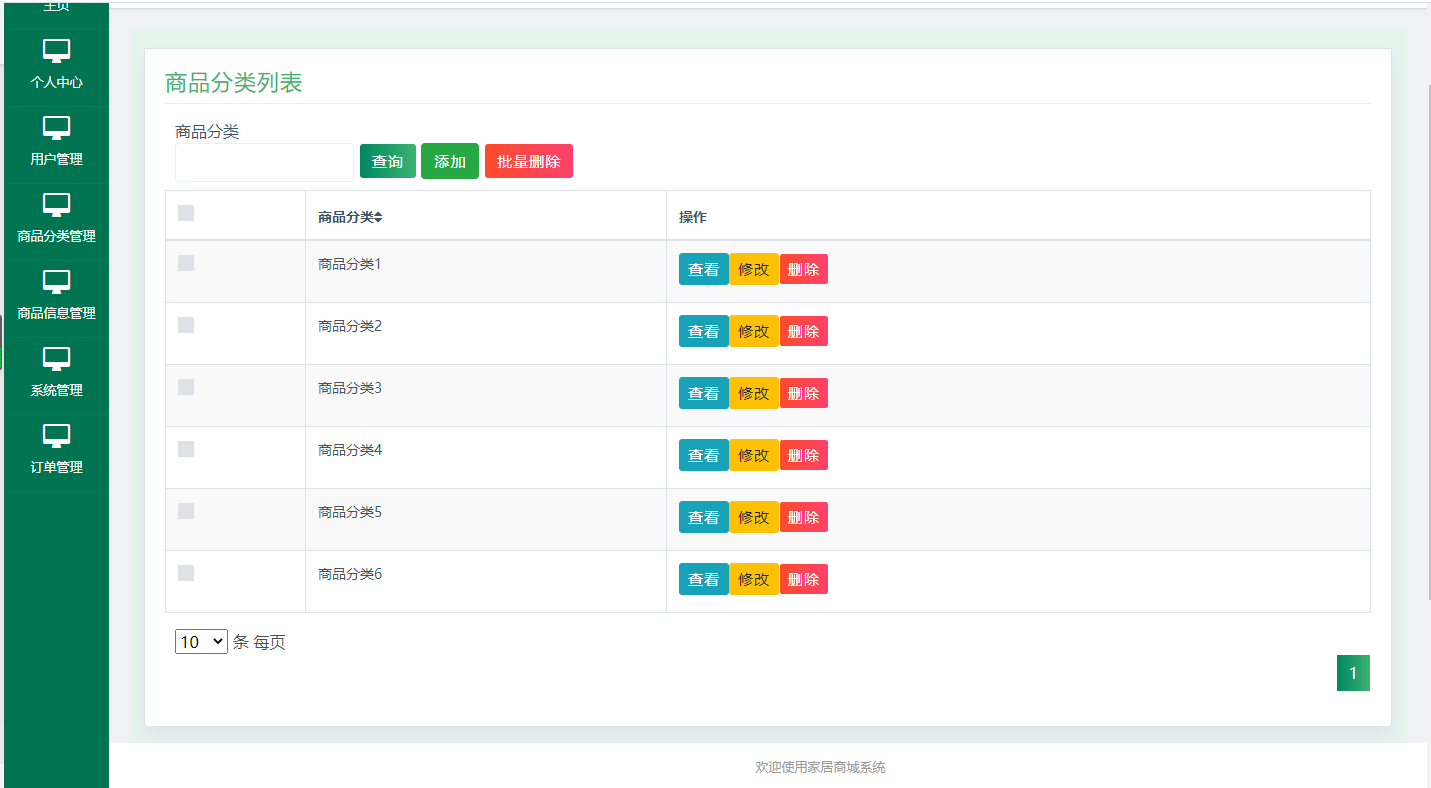 主页
个人中心
用户管理
商品分类管理
商品信息管理
系统管理
订单管理
商品分类列表
商品分类
查询 添加 批量删除
商品分类 操作
商品分类1 查看 修改 删除
商品分类2 查看 修改 删除
商品分类3 查看 修改 删除
商品分类4 查看 修改 删除
商品分类5 查看 修改 删除
商品分类6 查看 修改 删除
10 条 每页
1
欢迎使用家居商城系统